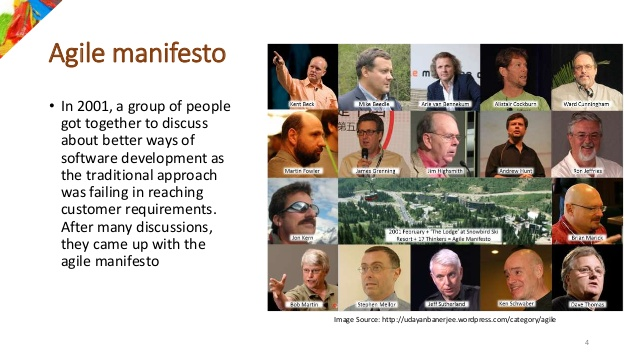 Agile manifesto
• In 2001, a group of people
got together to discuss
about better ways of
software development as
the traditional approach
was failing in reaching
customer requirements.
After many discussions,
they came up with the
agile manifesto
Kent Beck
Mike Beedle
Arie van Bennekum
Alistair Cockburn
Ward Cunningham
Martin Fowler
James Grenning
Jim Highsmith
Andrew Hunt
Ron Jeffries
Jon Kern
2001 February + 'The Lodge' at Snowbird Ski
Resort + 17 Thinkers = Agile Manifesto
Brian Marick
Bob Martin
Stephen Mellor
Jeff Sutherland
Ken Schwaber
Dave Thomas
Image Source: http://udayanbanerjee.wordpress.com/category/agile
4